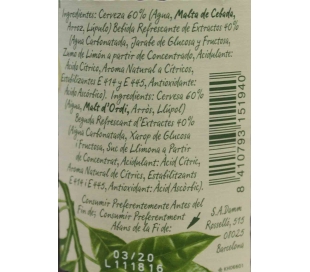 Ingredientes: Cerveza 60% (Agua, Malta de Cebada,
Arroz, Lúpulo) Bebida Refrescante de Extractos 40%
(Agua Carbonatada, Jarabe de Glucosa y Fructosa,
Zumo de Limón a partir de Concentrado, Acidulante:
Ácido Cítrico, Aroma Natural a Cítricos,
Estabilizantes E 414 y E 445, Antioxidante:
Ácido Ascórbico). Ingredients: Cervesa 60%
(Aigua, Malt d'Ordi, Arròs, Llúpol)
Beguda Refrescant d'Extractes 40%
(Aigua Carbonatada, Xarop de Glucosa
i Fructosa, Suc de Llimona a Partir
de Concentrat, Acidulant: Àcid Cítric,
Aroma Natural de Cítrics, Estabilitzants
E 414 i E 445, Antioxidant: Àcid Ascòrbic).
Consumir Preferentemente Antes del
Fin de; Consumir Preferentment
Abans de la Fi de:
03/20
L111816
S.A. Damm
Rosselló, 515
08025
Barcelona
8 410793 151940